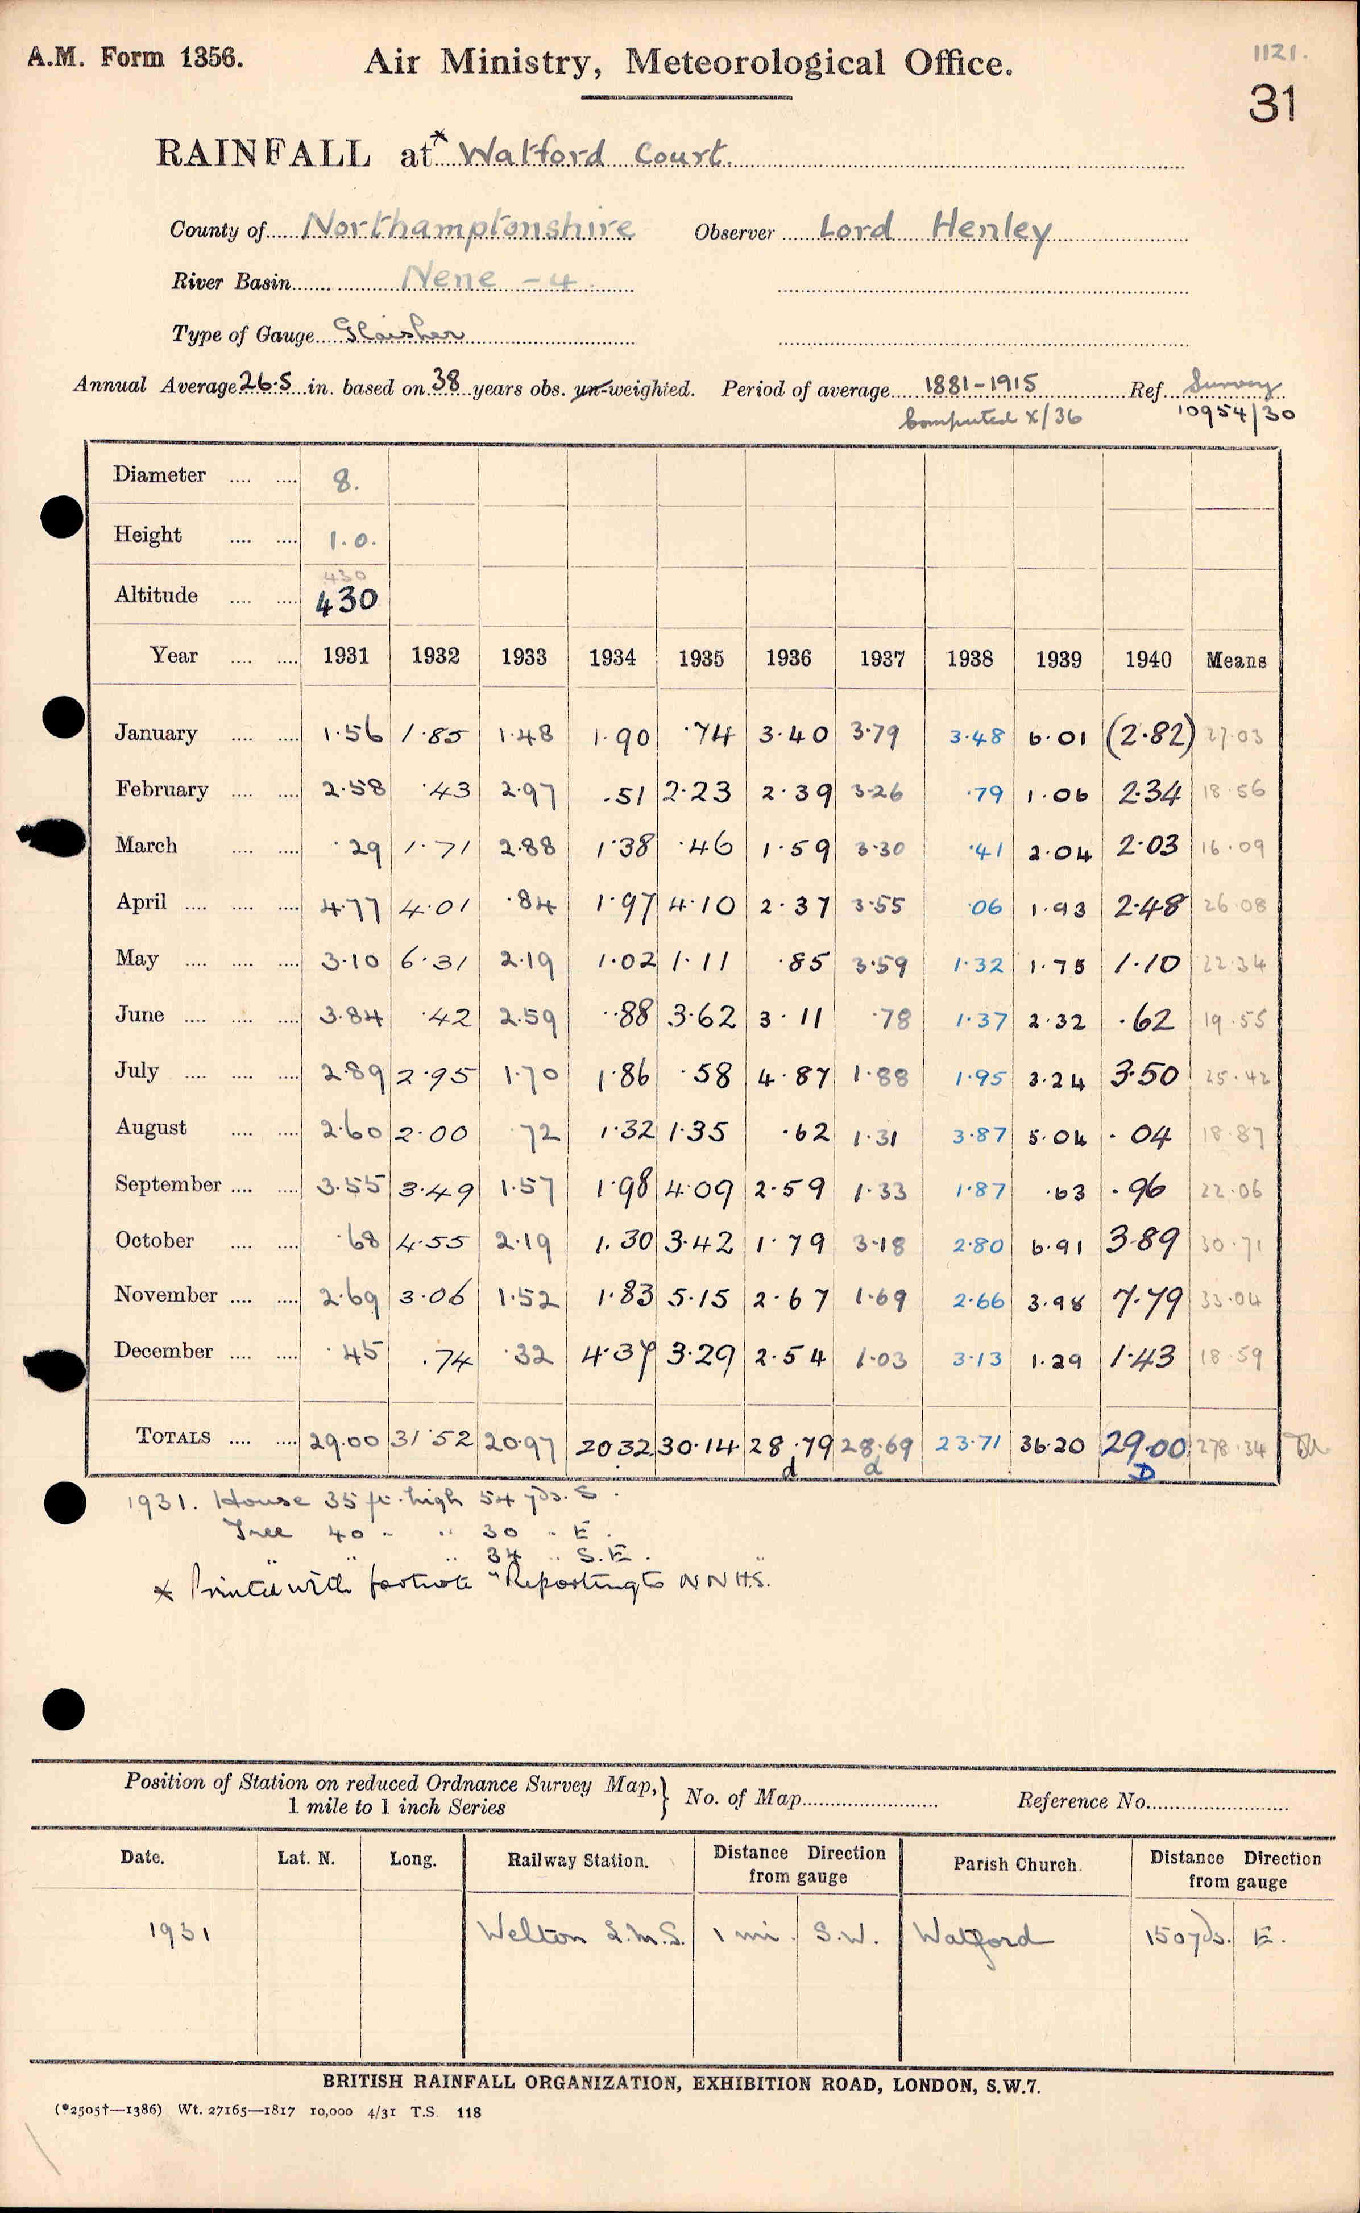 A.M. Form 1356.
Air Ministry, Meteorological Office.
1121.
31
RAINFALL at * Watford Court.
County of Northamptonshire Observer Lord Henley
River Basin Nene - 4.
Type of Gauge Glaisher
Annual Average 26.5 in. based on 38 years obs. un-weighted. Period of average 1881-1915 Ref. Survey
Computed X/36 10954/30
Diameter .... .... 8.
Height .... .... 1.0.
430
Altitude .... .... 430
Year .... .... 1931 1932 1933 1934 1935 1936 1937 1938 1939 1940 Means
January .... .... 1.56 1.85 1.48 1.90 .74 3.40 3.79 3.48 6.01 (2.82) 27.03
February .... .... 2.58 .43 2.97 .51 2.23 2.39 3.26 .79 1.06 2.34 18.56
March .... .... .29 1.71 2.88 1.38 .46 1.59 3.30 .41 2.04 2.03 16.09
April .... .... .... 4.77 4.01 .84 1.97 4.10 2.37 3.55 .06 1.93 2.48 26.08
May .... .... .... 3.10 6.31 2.19 1.02 1.11 .85 3.59 1.32 1.75 1.10 22.34
June .... .... .... 3.84 .42 2.59 .88 3.62 3.11 .78 1.37 2.32 .62 19.55
July .... .... .... 2.89 2.95 1.70 1.86 .58 4.87 1.88 1.95 3.24 3.50 25.42
August .... .... 2.60 2.00 .72 1.32 1.35 .62 1.31 3.87 5.04 .04 18.87
September .... .... 3.55 3.49 1.57 1.98 4.09 2.59 1.33 1.87 .63 .96 22.06
October .... .... .68 4.55 2.19 1.30 3.42 1.79 3.18 2.80 6.91 3.89 30.71
November .... .... 2.69 3.06 1.52 1.83 5.15 2.67 1.69 2.66 3.98 7.79 33.04
December .... .... .45 .74 .32 4.37 3.29 2.54 1.03 3.13 1.29 1.43 18.59
TOTALS .... .... 29.00 31.52 20.97 20.32 30.14 28.79 28.69 23.71 36.20 29.00 278.34
d d D
1931. House 35 ft. high 54 yds. S.
Tree 40 " " 30 " E.
" " " 34 " S.E.
* Printed with footnote "Reporting to N N H.S."
Position of Station on reduced Ordnance Survey Map,} No. of Map.......... Reference No..........
1 mile to 1 inch Series
Date. Lat. N. Long. Railway Station. Distance Direction from gauge Parish Church. Distance Direction from gauge
1931 Welton L.M.S. 1 mi. S.W. Watford 150 yds. E.
BRITISH RAINFALL ORGANIZATION, EXHIBITION ROAD, LONDON, S.W.7.
(*2505†—1386) Wt. 27165—1817 10,000 4/31 T.S. 118